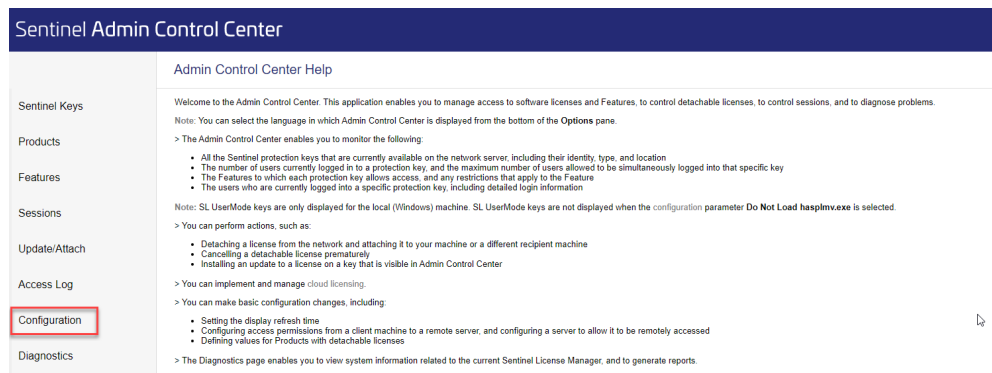 Sentinel Admin Control Center
Admin Control Center Help
Sentinel Keys
Products
Features
Sessions
Update/Attach
Access Log
Configuration
Diagnostics
Welcome to the Admin Control Center. This application enables you to manage access to software licenses and Features, to control detachable licenses, to control sessions, and to diagnose problems.
Note: You can select the language in which Admin Control Center is displayed from the bottom of the Options pane.
> The Admin Control Center enables you to monitor the following:
• All the Sentinel protection keys that are currently available on the network server, including their identity, type, and location
• The number of users currently logged in to a protection key, and the maximum number of users allowed to be simultaneously logged into that specific key
• The Features to which each protection key allows access, and any restrictions that apply to the Feature
• The users who are currently logged into a specific protection key, including detailed login information
Note: SL UserMode keys are only displayed for the local (Windows) machine. SL UserMode keys are not displayed when the configuration parameter Do Not Load hasplmv.exe is selected.
> You can perform actions, such as:
• Detaching a license from the network and attaching it to your machine or a different recipient machine
• Cancelling a detachable license prematurely
• Installing an update to a license on a key that is visible in Admin Control Center
> You can implement and manage cloud licensing.
> You can make basic configuration changes, including:
• Setting the display refresh time
• Configuring access permissions from a client machine to a remote server, and configuring a server to allow it to be remotely accessed
• Defining values for Products with detachable licenses
> The Diagnostics page enables you to view system information related to the current Sentinel License Manager, and to generate reports.